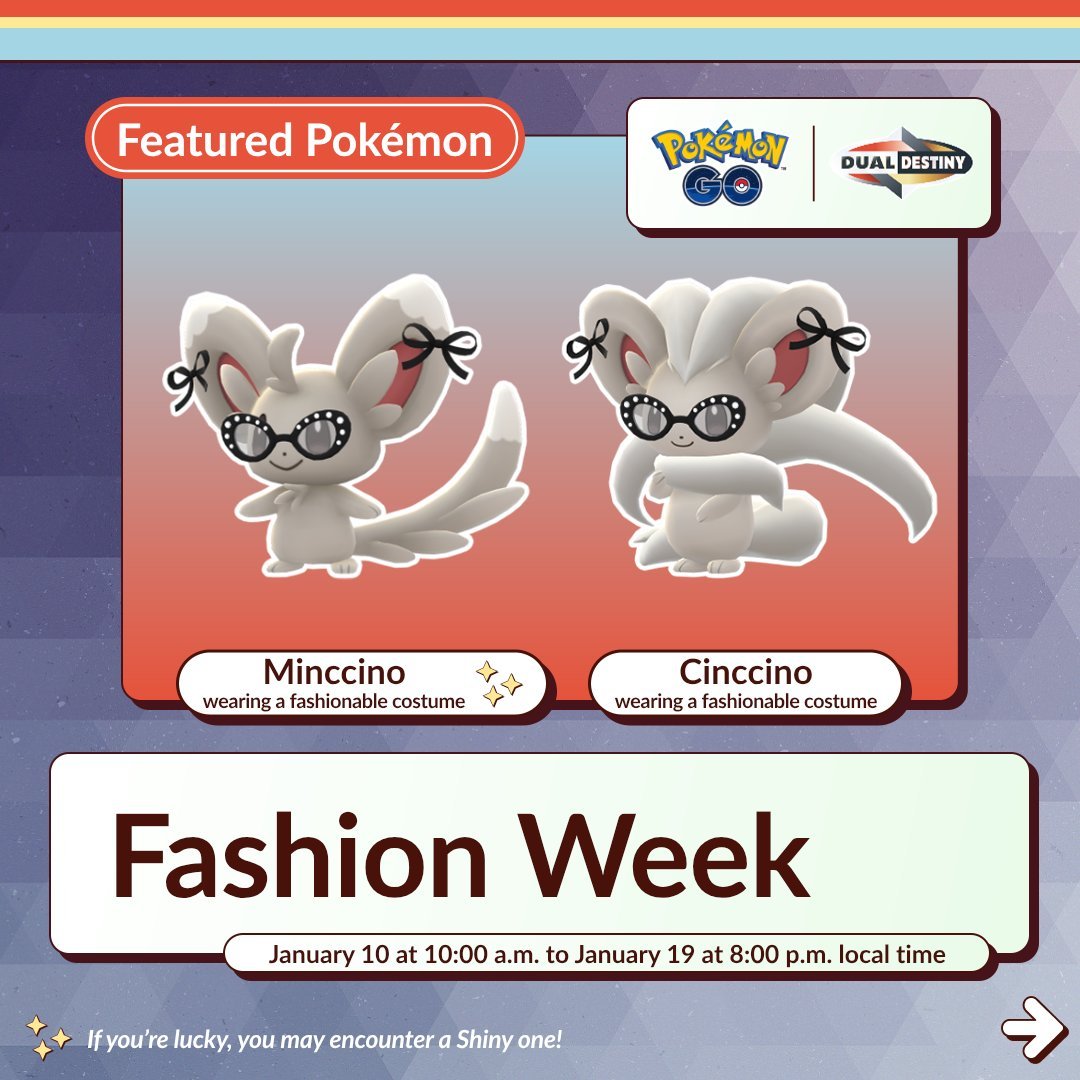 Featured Pokémon
POKÉMON
GO
TM
DUAL DESTINY
Minccino
wearing a fashionable costume
Cinccino
wearing a fashionable costume
Fashion Week
January 10 at 10:00 a.m. to January 19 at 8:00 p.m. local time
If you’re lucky, you may encounter a Shiny one!